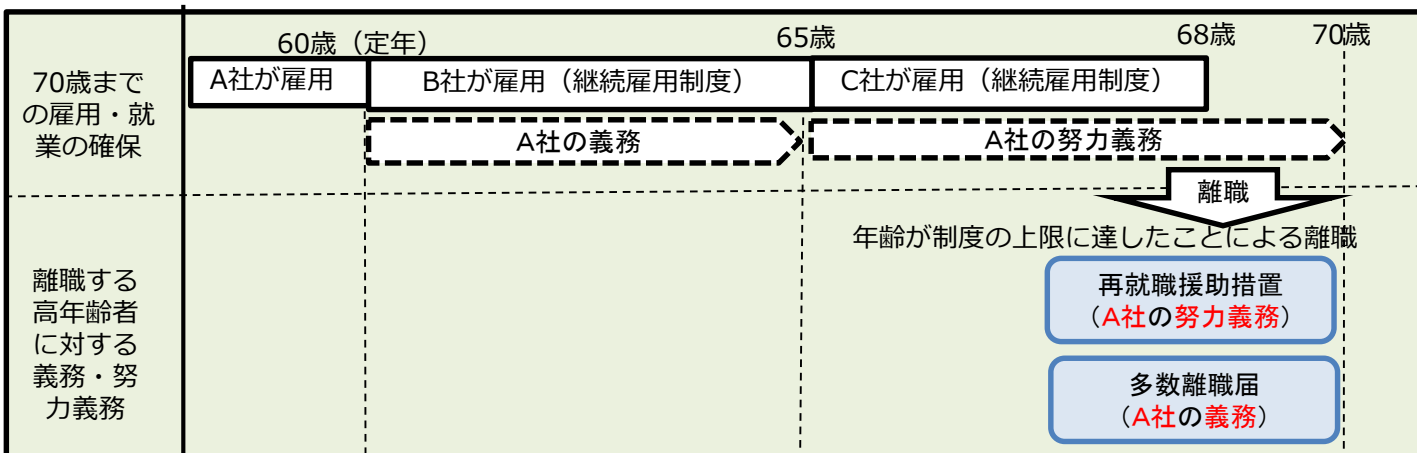 60歳（定年）
65歳
68歳
70歳
70歳まで
の雇用・就
業の確保
A社が雇用
B社が雇用（継続雇用制度）
C社が雇用（継続雇用制度）
A社の義務
A社の努力義務
離職
年齢が制度の上限に達したことによる離職
離職する
高年齢者
に対する
義務・努
力義務
再就職援助措置
（A社の努力義務）
多数離職届
（A社の義務）